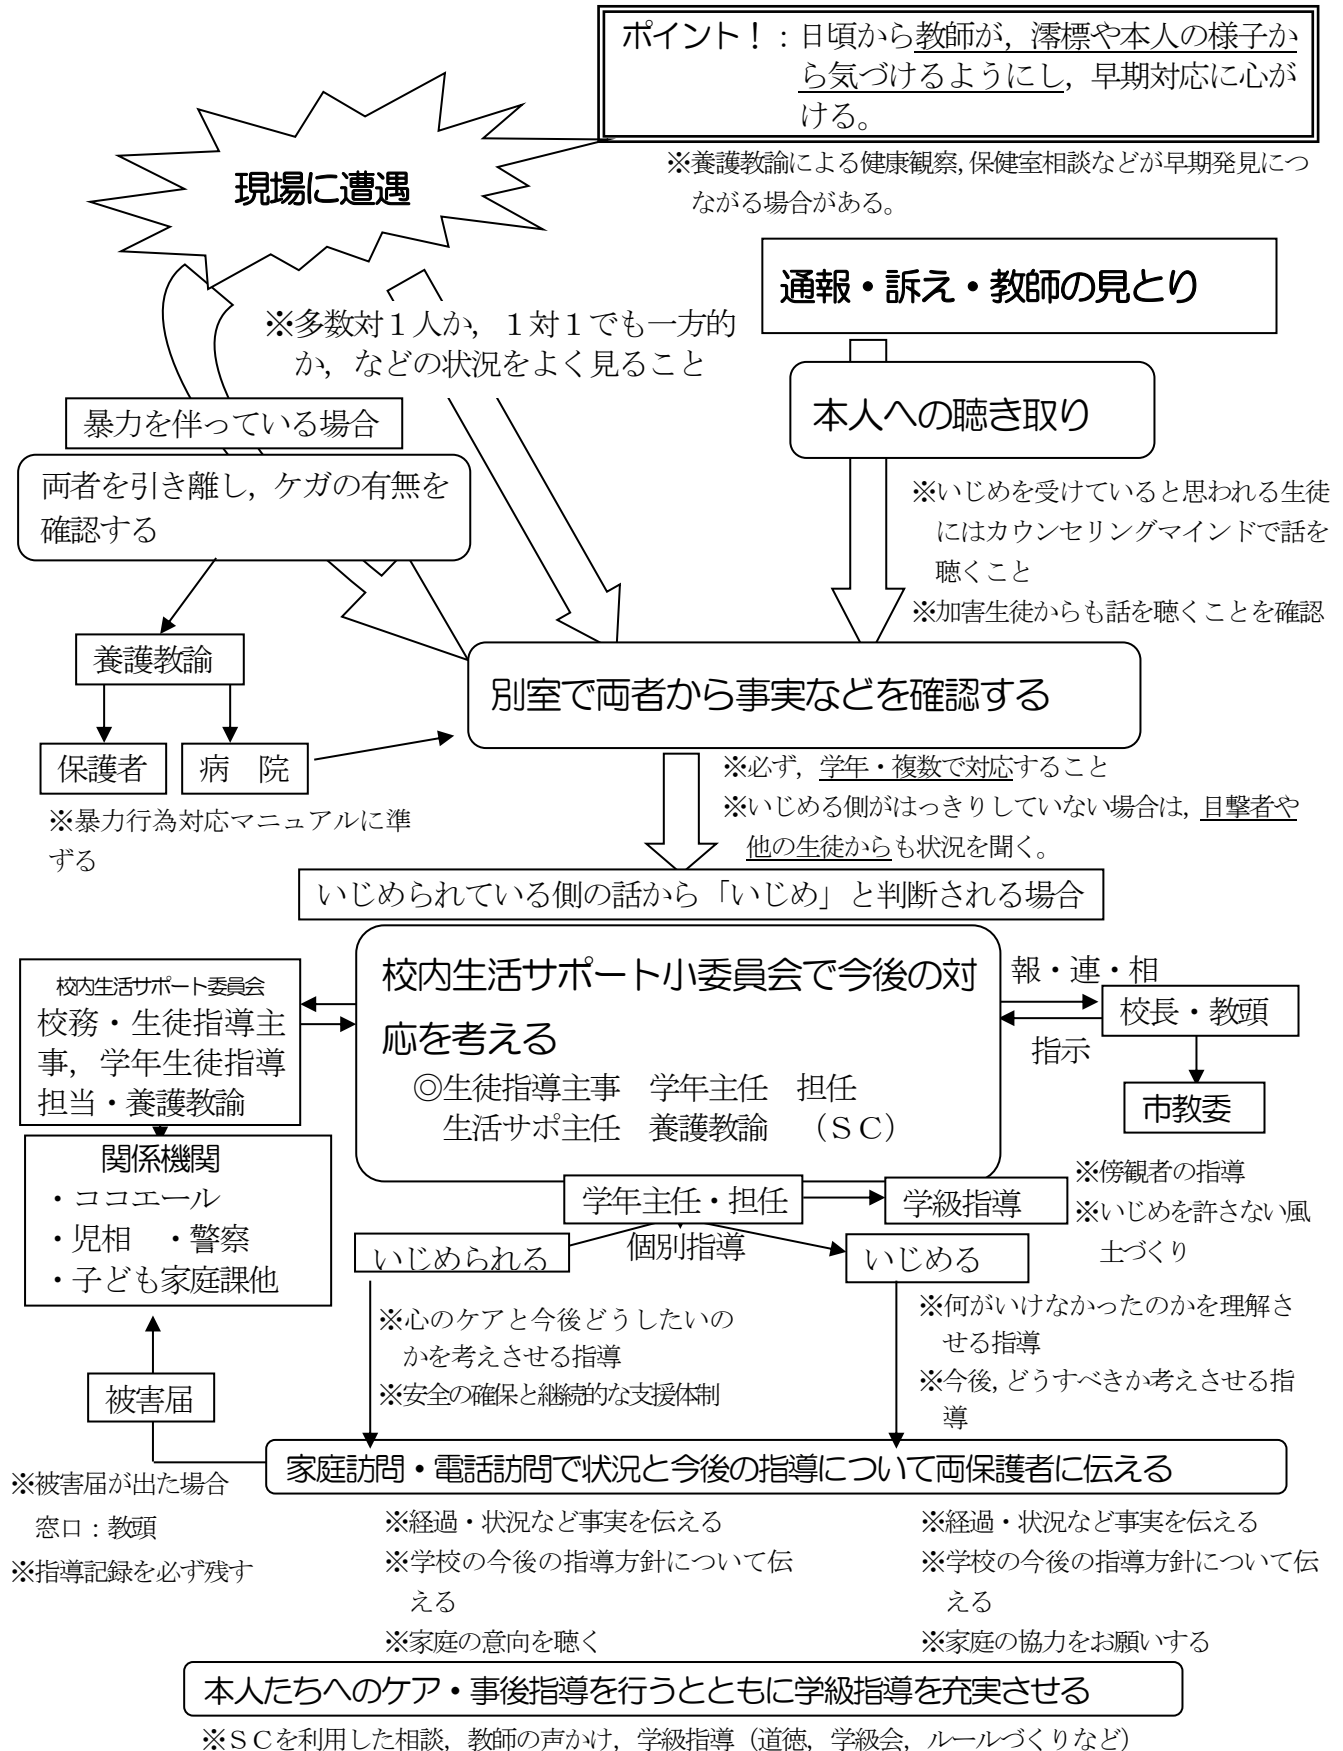 ポイント！：日頃から教師が，澪標や本人の様子か
ら気づけるようにし，早期対応に心が
ける。
※養護教諭による健康観察,保健室相談などが早期発見につ
ながる場合がある。
現場に遭遇
通報・訴え・教師の見とり
※多数対１人か，１対１でも一方的
か，などの状況をよく見ること
本人への聴き取り
暴力を伴っている場合
両者を引き離し，ケガの有無を
確認する
※いじめを受けていると思われる生徒
にはカウンセリングマインドで話を
聴くこと
※加害生徒からも話を聴くことを確認
養護教諭
別室で両者から事実などを確認する
保護者
病　院
※必ず，学年・複数で対応すること
※いじめる側がはっきりしていない場合は，目撃者や
他の生徒からも状況を聞く。
※暴力行為対応マニュアルに準
ずる
いじめられている側の話から「いじめ」と判断される場合
校内生活サポート小委員会で今後の対
応を考える
◎生徒指導主事　学年主任　担任
生活サポ主任　養護教諭　（ＳＣ）
校内生活サポート委員会
校務・生徒指導主
事，学年生徒指導
担当・養護教諭
報・連・相
校長・教頭
指示
市教委
関係機関
・ココエール
・児相　・警察
・子ども家庭課他
学年主任・担任
学級指導
※傍観者の指導
※いじめを許さない風
土づくり
いじめられる
個別指導
いじめる
※心のケアと今後どうしたいの
かを考えさせる指導
※安全の確保と継続的な支援体制
※何がいけなかったのかを理解さ
せる指導
※今後,どうすべきか考えさせる指
導
被害届
家庭訪問・電話訪問で状況と今後の指導について両保護者に伝える
※被害届が出た場合
窓口：教頭
※指導記録を必ず残す
※経過・状況など事実を伝える
※学校の今後の指導方針について伝
える
※家庭の意向を聴く
※経過・状況など事実を伝える
※学校の今後の指導方針について伝
える
※家庭の協力をお願いする
本人たちへのケア・事後指導を行うとともに学級指導を充実させる
※ＳＣを利用した相談，教師の声かけ，学級指導（道徳，学級会，ルールづくりなど）